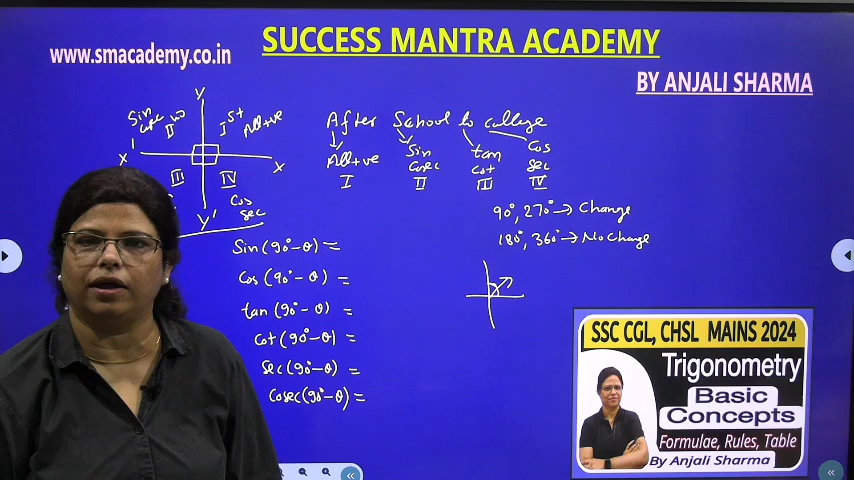 SUCCESS MANTRA ACADEMY
www.smacademy.co.in
BY ANJALI SHARMA
Y
Sin
cosec
II nd
I st All+ve
X'
X
III
IV
Cos
sec
Y'
After School to college
All+ve Sin tan cos
cosec cot sec
I II III IV
90°, 270° → Change
180°, 360° → No Change
Sin (90° - θ) =
cos (90° - θ) =
tan (90° - θ) =
cot (90° - θ) =
sec (90° - θ) =
cosec (90° - θ) =
SSC CGL, CHSL MAINS 2024
Trigonometry
Basic
Concepts
Formulae, Rules, Table
By Anjali Sharma